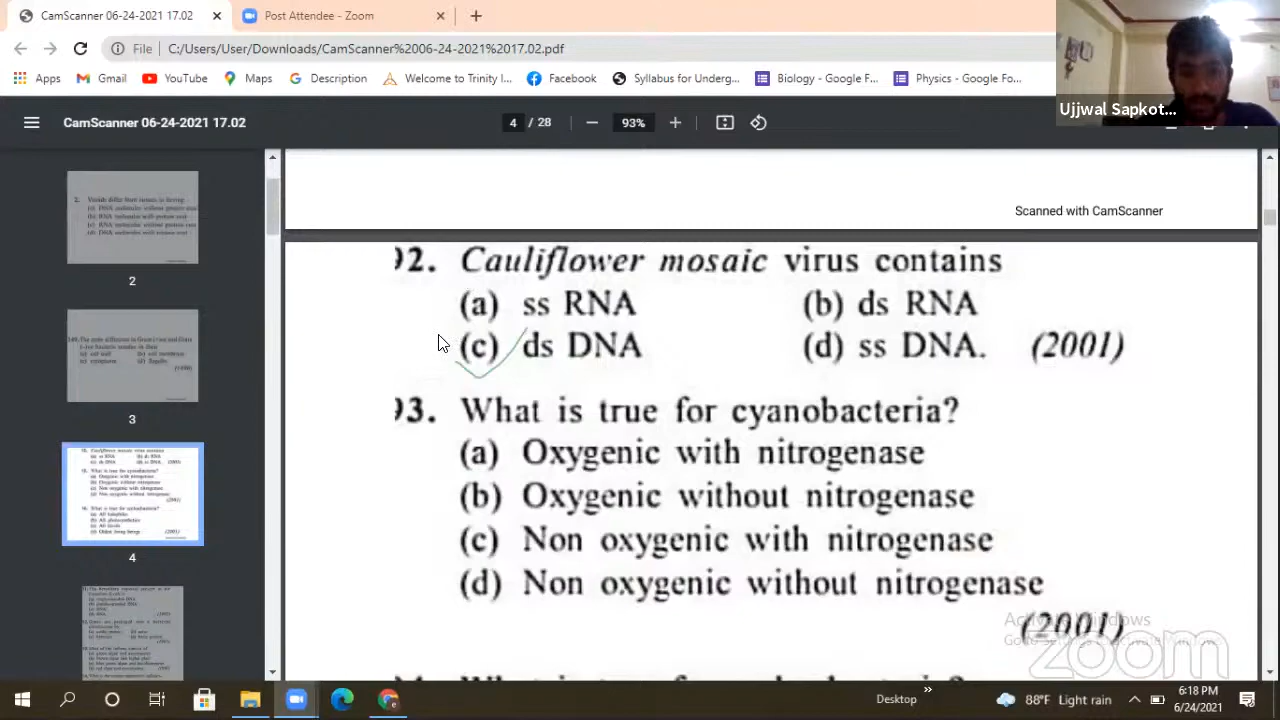 CamScanner 06-24-2021 17.02
Post Attendee - Zoom
File
C:/Users/User/Downloads/CamScanner%2006-24-2021%2017.02.pdf
Apps
Gmail
YouTube
Maps
Description
Welcome to Trinity I...
Facebook
Syllabus for Underg...
Biology - Google F...
Physics - Google Fo...
Ujjwal Sapkot...
CamScanner 06-24-2021 17.02
4 / 28
93%
2
3
4
Scanned with CamScanner
92. Cauliflower mosaic virus contains
(a) ss RNA (b) ds RNA
(c) ds DNA (d) ss DNA. (2001)
93. What is true for cyanobacteria?
(a) Oxygenic with nitrogenase
(b) Oxygenic without nitrogenase
(c) Non oxygenic with nitrogenase
(d) Non oxygenic without nitrogenase
(2001)
zoom
Desktop
88°F Light rain
6:18 PM
6/24/2021